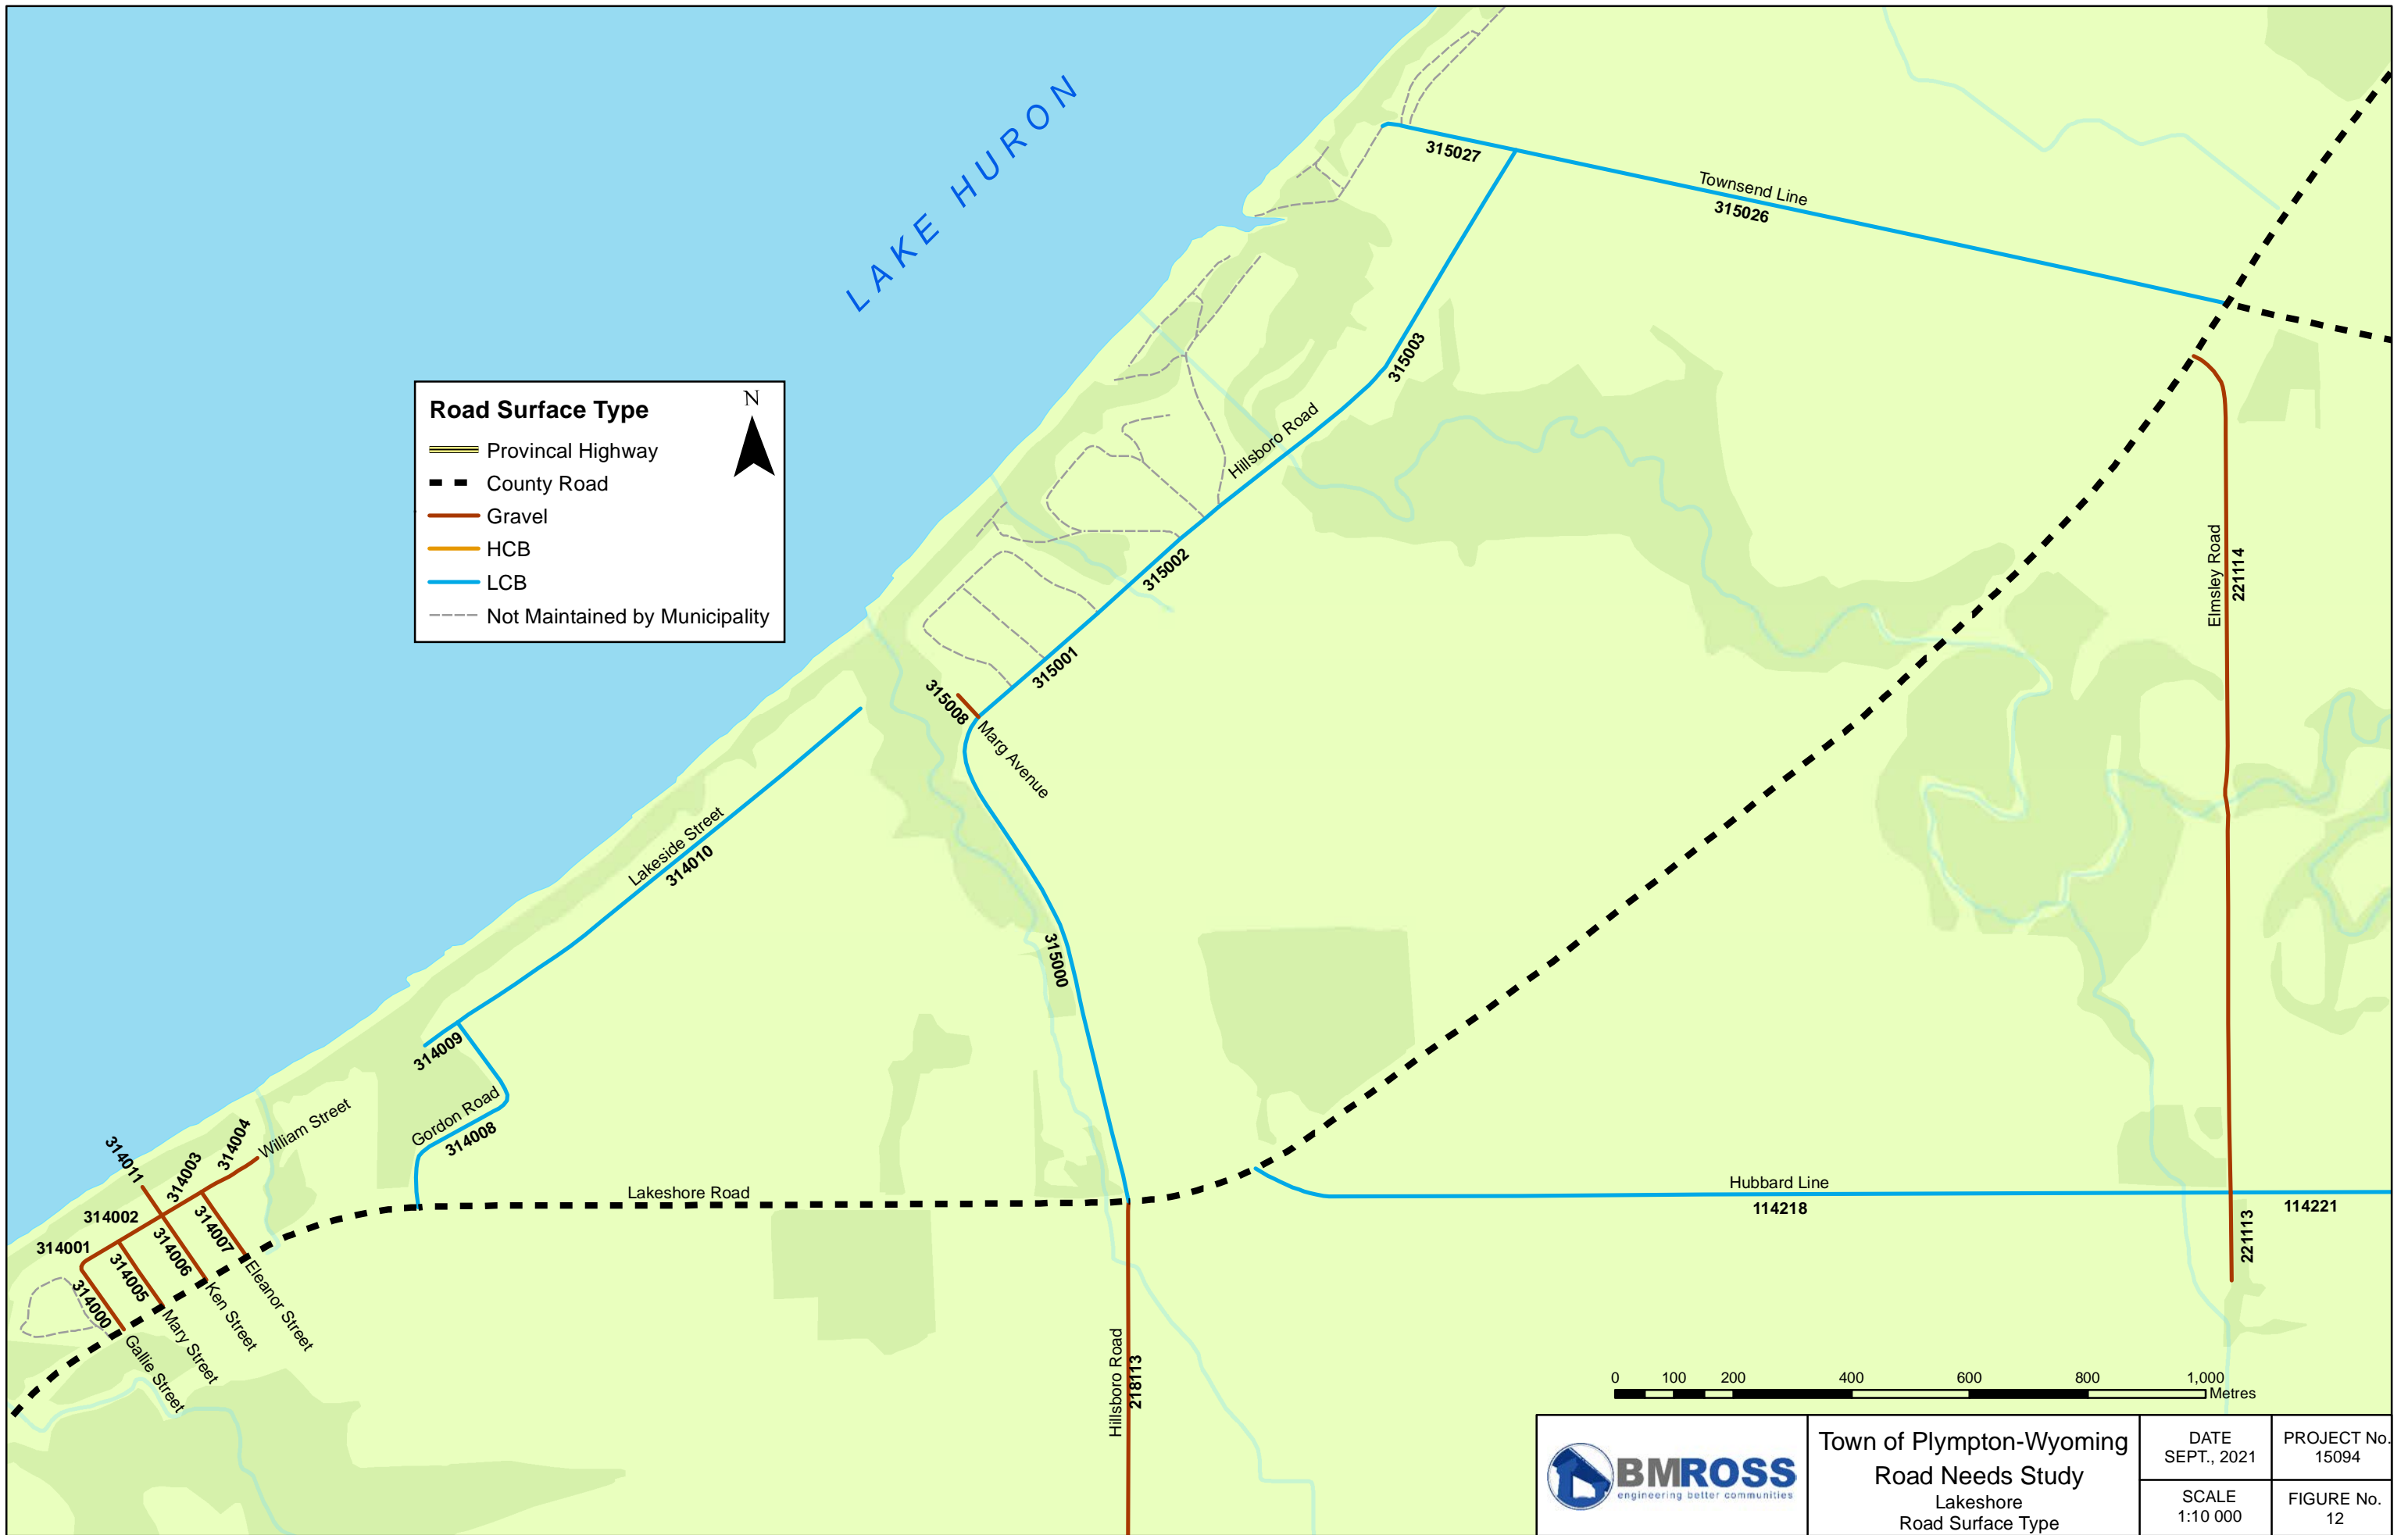 LAKE HURON
315027
Townsend Line
315026
315003
Hillsboro Road
Road Surface Type
N
Provincal Highway
County Road
Gravel
HCB
LCB
Not Maintained by Municipality
315002
Elmsley Road
221114
315001
315008
Marg Avenue
Lakeside Street
314010
315000
314009
Gordon Road
314008
314011
314003
314004
William Street
Lakeshore Road
Hubbard Line
114218
114221
221113
314002
314001
314007
314006
314005
314000
Eleanor Street
Ken Street
Mary Street
Gallie Street
Hillsboro Road
218113
0 100 200 400 600 800 1,000
Metres
BMROSS
engineering better communities
Town of Plympton-Wyoming
Road Needs Study
Lakeshore
Road Surface Type
DATE
SEPT., 2021
PROJECT No.
15094
SCALE
1:10 000
FIGURE No.
12